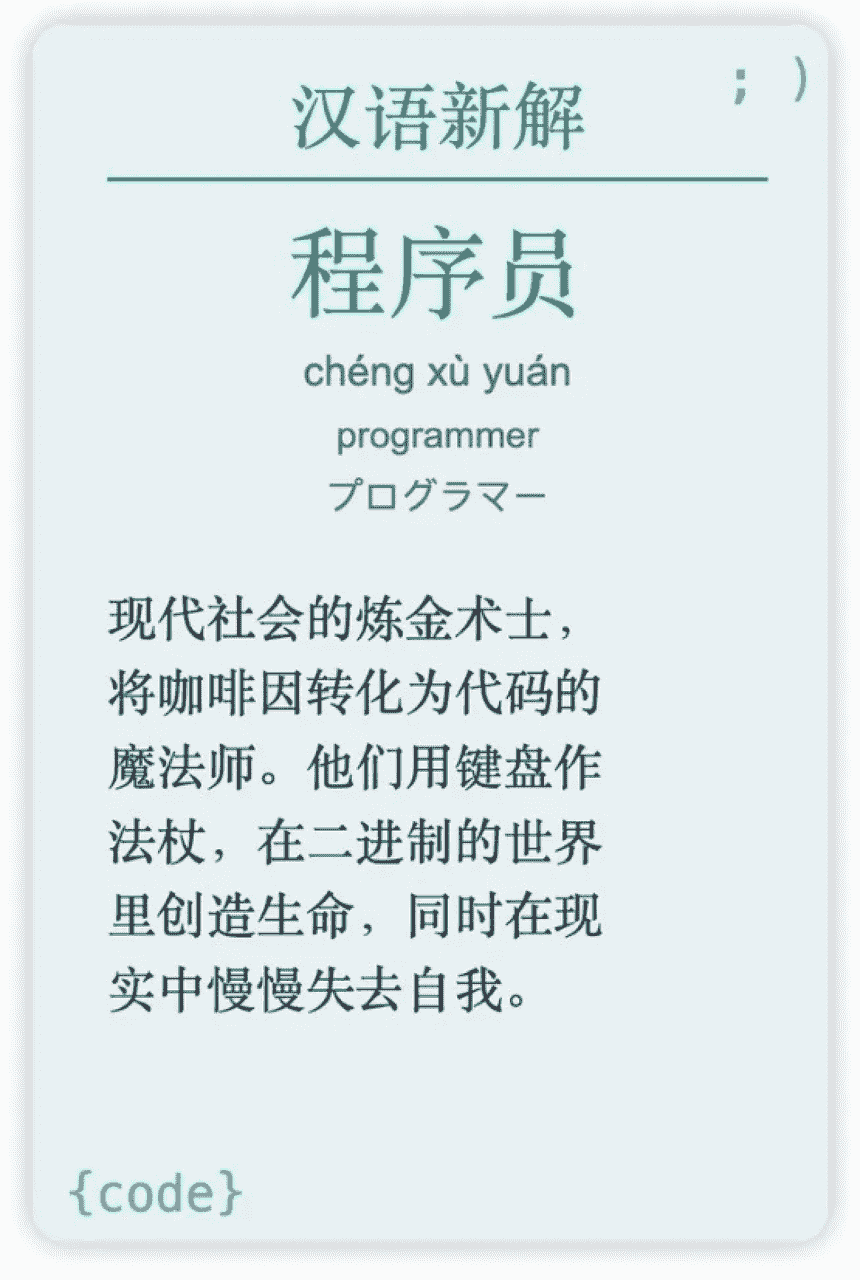 ; )
汉语新解
程序员
chéng xù yuán
programmer
プログラマー
现代社会的炼金术士，
将咖啡因转化为代码的
魔法师。他们用键盘作
法杖，在二进制的世界
里创造生命，同时在现
实中慢慢失去自我。
{code}